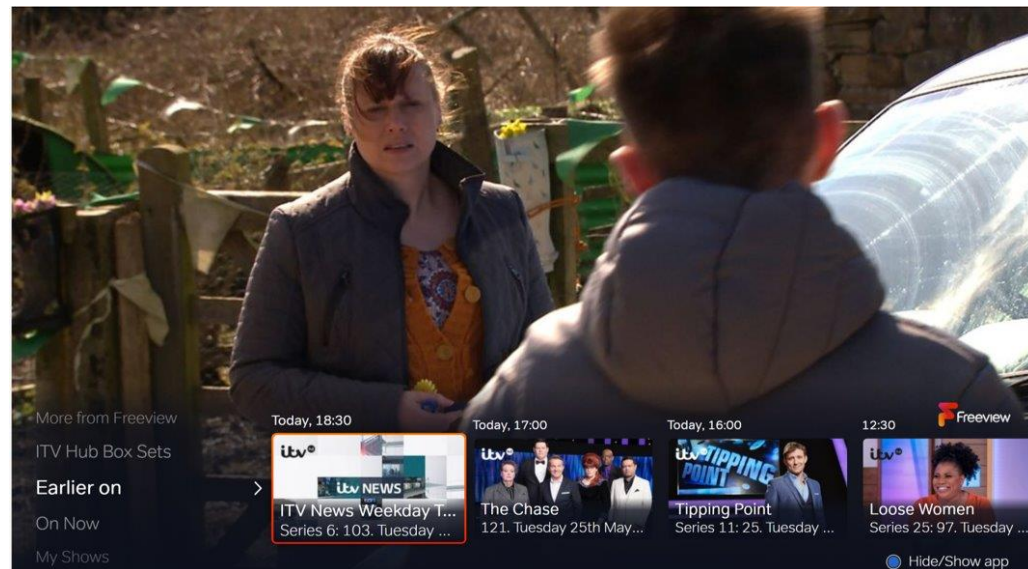 More from Freeview
ITV Hub Box Sets
Earlier on
On Now
My Shows
Today, 18:30
itv
itv NEWS
ITV News Weekday T...
Series 6: 103. Tuesday ...
Today, 17:00
itv
The Chase
121. Tuesday 25th May...
Today, 16:00
itv
TIPPING
POINT
Tipping Point
Series 11: 25. Tuesday ...
Freeview
12:30
itv
Loose Women
Series 25: 97. Tuesday ...
Hide/Show app